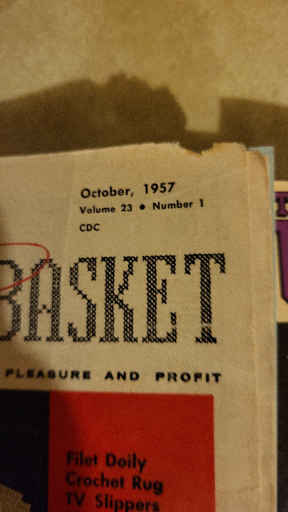 October, 1957
Volume 23 • Number 1
CDC
BASKET
PLEASURE AND PROFIT
Filet Doily
Crochet Rug
TV Slippers